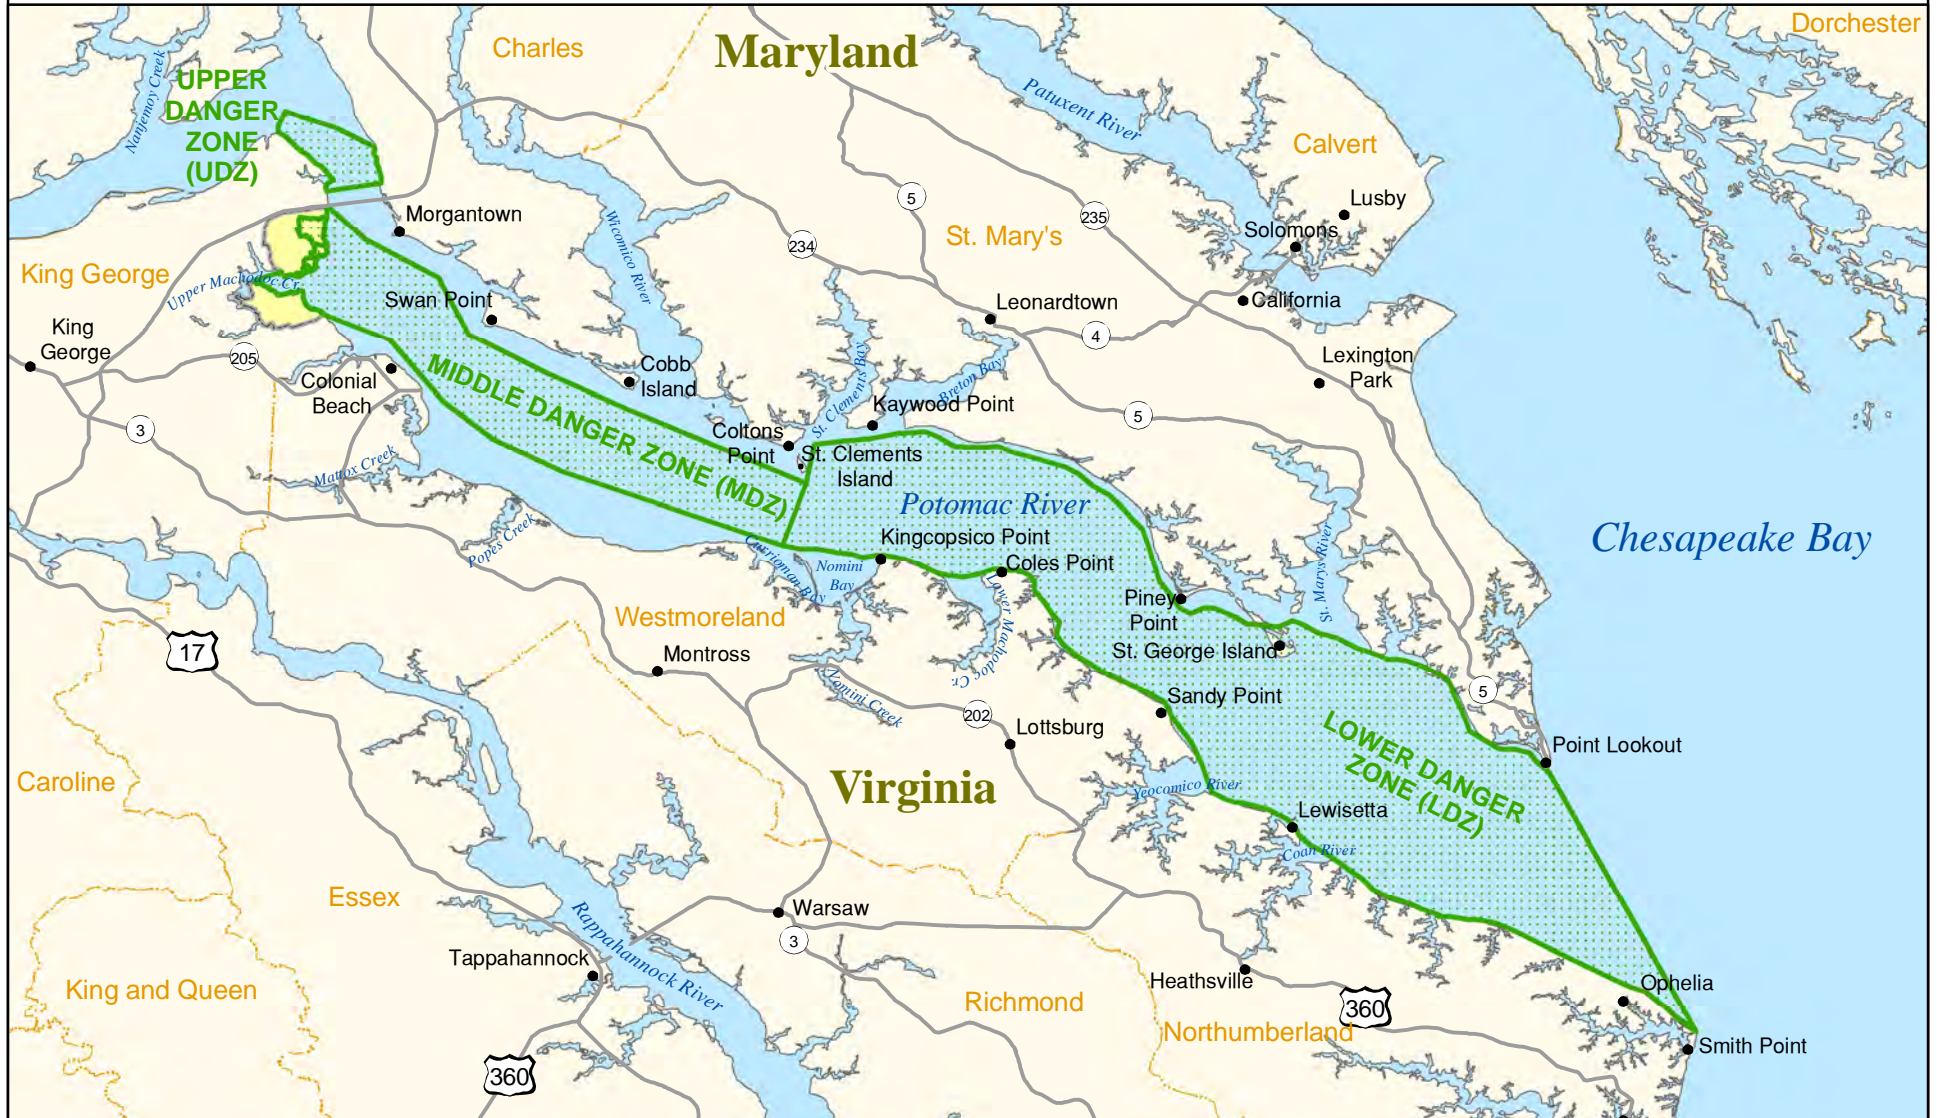 Dorchester
Charles
Maryland
Nanjemoy Creek
UPPER
DANGER
ZONE
(UDZ)
Patuxent River
Calvert
5
Lusby
Morgantown
235
Wicomico River
234
St. Mary's
Solomons
King George
Upper Machodoc Cr.
Swan Point
Leonardtown
California
King
George
205
4
Colonial
Beach
MIDDLE DANGER ZONE (MDZ)
Cobb
Island
St. Clements Bay
Breton Bay
Lexington
Park
Kaywood Point
5
3
Coltons
Point
St. Clements
Island
Mattox Creek
Potomac River
Popes Creek
Kingcopsico Point
Chesapeake Bay
Currioman Bay
Nomini
Bay
Coles Point
St. Marys River
Lower Machodoc Cr.
Piney
Point
Westmoreland
17
Montross
St. George Island
Nomini Creek
Sandy Point
5
202
Lottsburg
LOWER DANGER
ZONE (LDZ)
Point Lookout
Caroline
Virginia
Yeocomico River
Lewisetta
Coan River
Essex
Warsaw
Rappahannock River
3
Tappahannock
Heathsville
Ophelia
King and Queen
Richmond
360
Northumberland
Smith Point
360